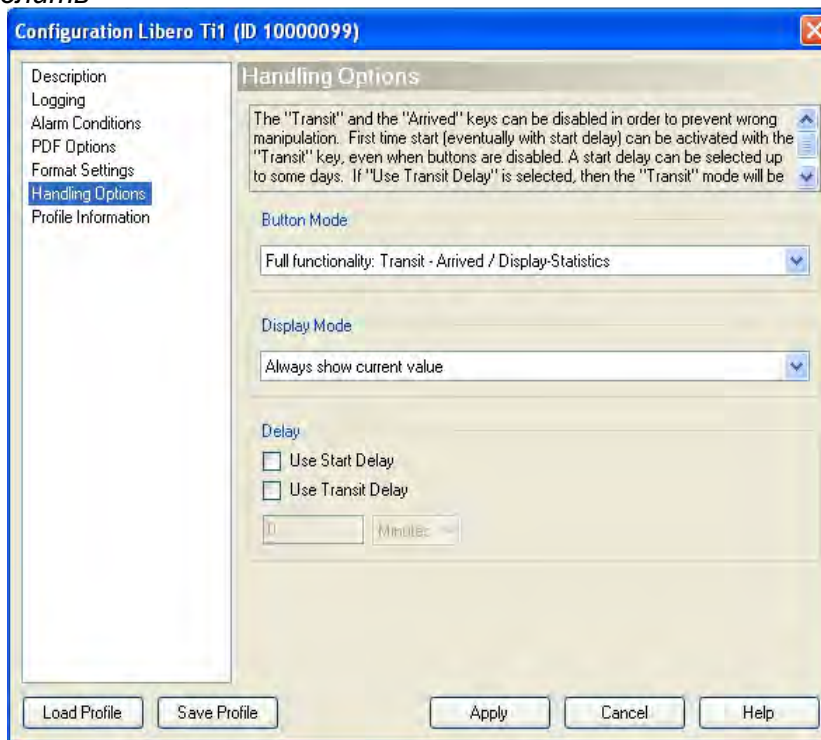 Configuration Libero Ti1 (ID 10000099)
Description
Logging
Alarm Conditions
PDF Options
Format Settings
Handling Options
Profile Information
Handling Options
The "Transit" and the "Arrived" keys can be disabled in order to prevent wrong
manipulation. First time start (eventually with start delay) can be activated with the
"Transit" key, even when buttons are disabled. A start delay can be selected up
to some days. If "Use Transit Delay" is selected, then the "Transit" mode will be
Button Mode
Full functionality: Transit - Arrived / Display-Statistics
Display Mode
Always show current value
Delay
Use Start Delay
Use Transit Delay
0 Minutes
Load Profile Save Profile Apply Cancel Help